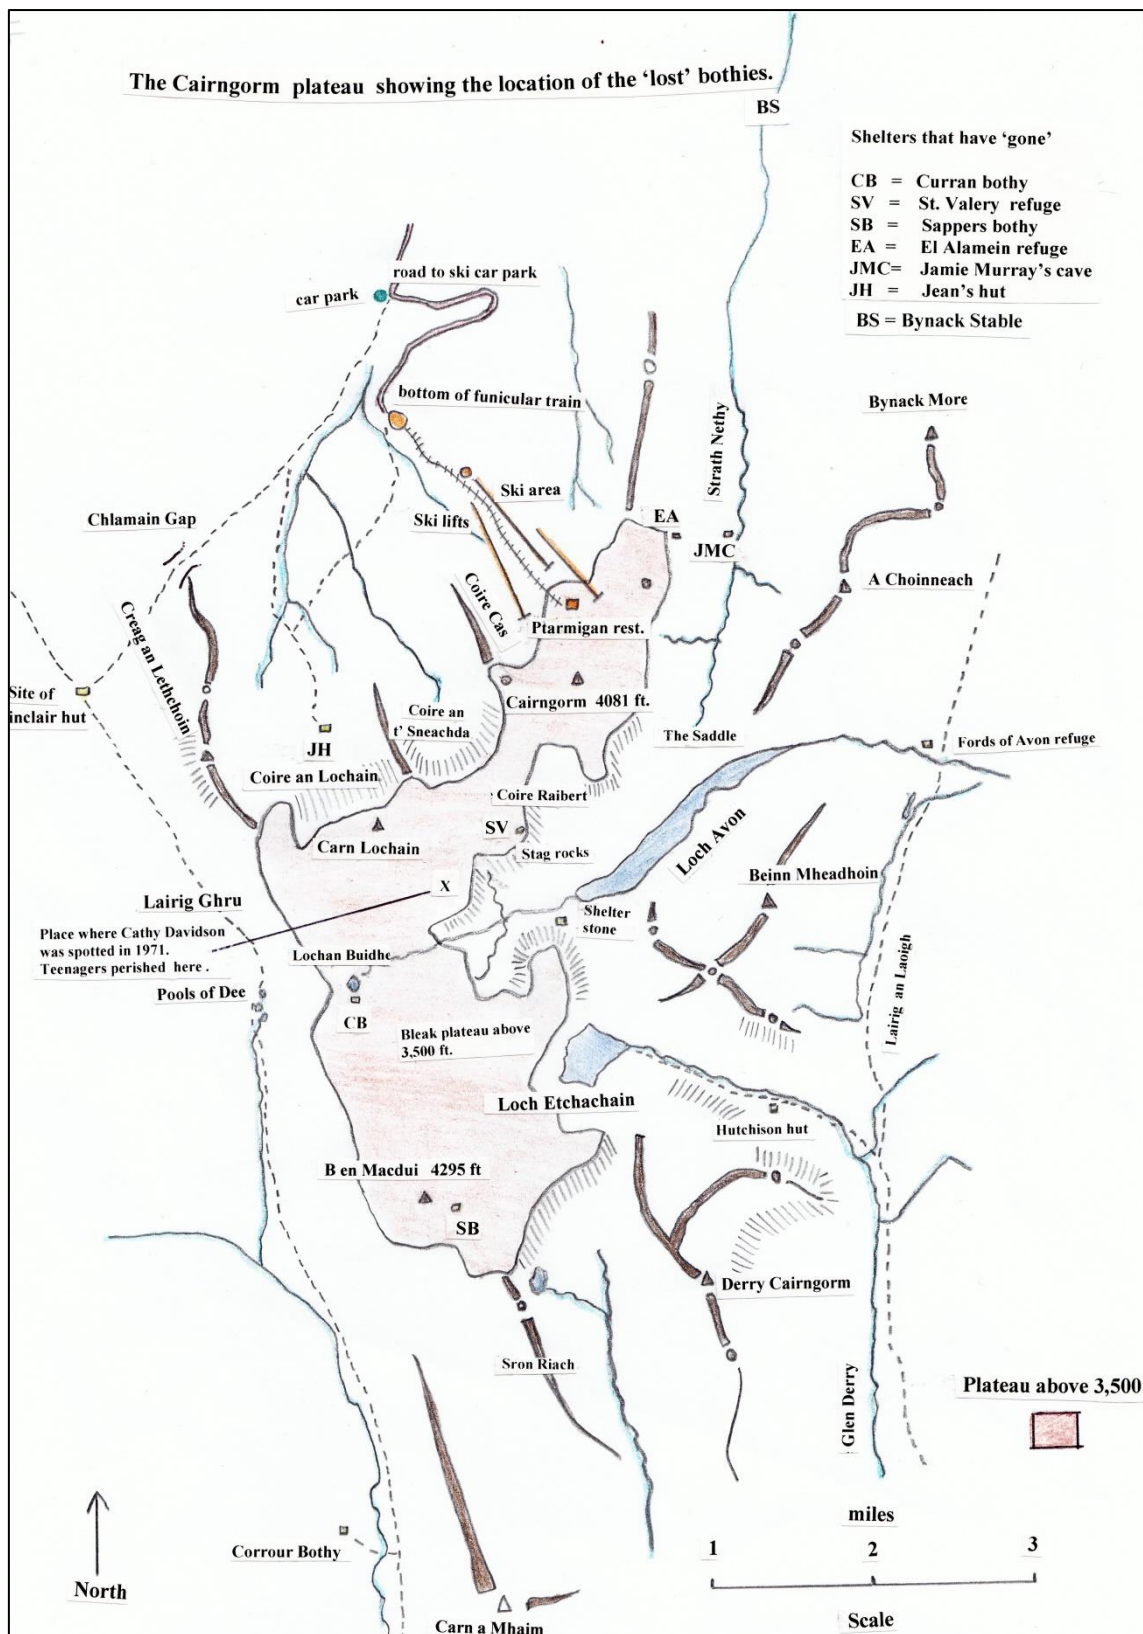 The Cairngorm plateau showing the location of the 'lost' bothies.
BS
Shelters that have 'gone'
CB = Curran bothy
SV = St. Valery refuge
SB = Sappers bothy
EA = El Alamein refuge
JMC= Jamie Murray's cave
JH = Jean's hut
BS = Bynack Stable
road to ski car park
car park
bottom of funicular train
Bynack More
Strath Nethy
Ski area
Ski lifts
EA
JMC
Chlamain Gap
A Choinneach
Coire Cas
Creag an Lethchoin
Ptarmigan rest.
Site of
inclair hut
Cairngorm 4081 ft.
Coire an
t' Sneachda
JH
The Saddle
Fords of Avon refuge
Coire an Lochain
Coire Raibert
SV
Carn Lochain
Stag rocks
Loch Avon
Beinn Mheadhoin
X
Lairig Ghru
Shelter
stone
Place where Cathy Davidson
was spotted in 1971.
Teenagers perished here .
Lochan Buidhe
Pools of Dee
CB
Bleak plateau above
3,500 ft.
Lairig an Laoigh
Loch Etchachain
Hutchison hut
B en Macdui 4295 ft
SB
Derry Cairngorm
Sron Riach
Glen Derry
Plateau above 3,500
North
Corrour Bothy
Carn a Mhaim
miles
1 2 3
Scale